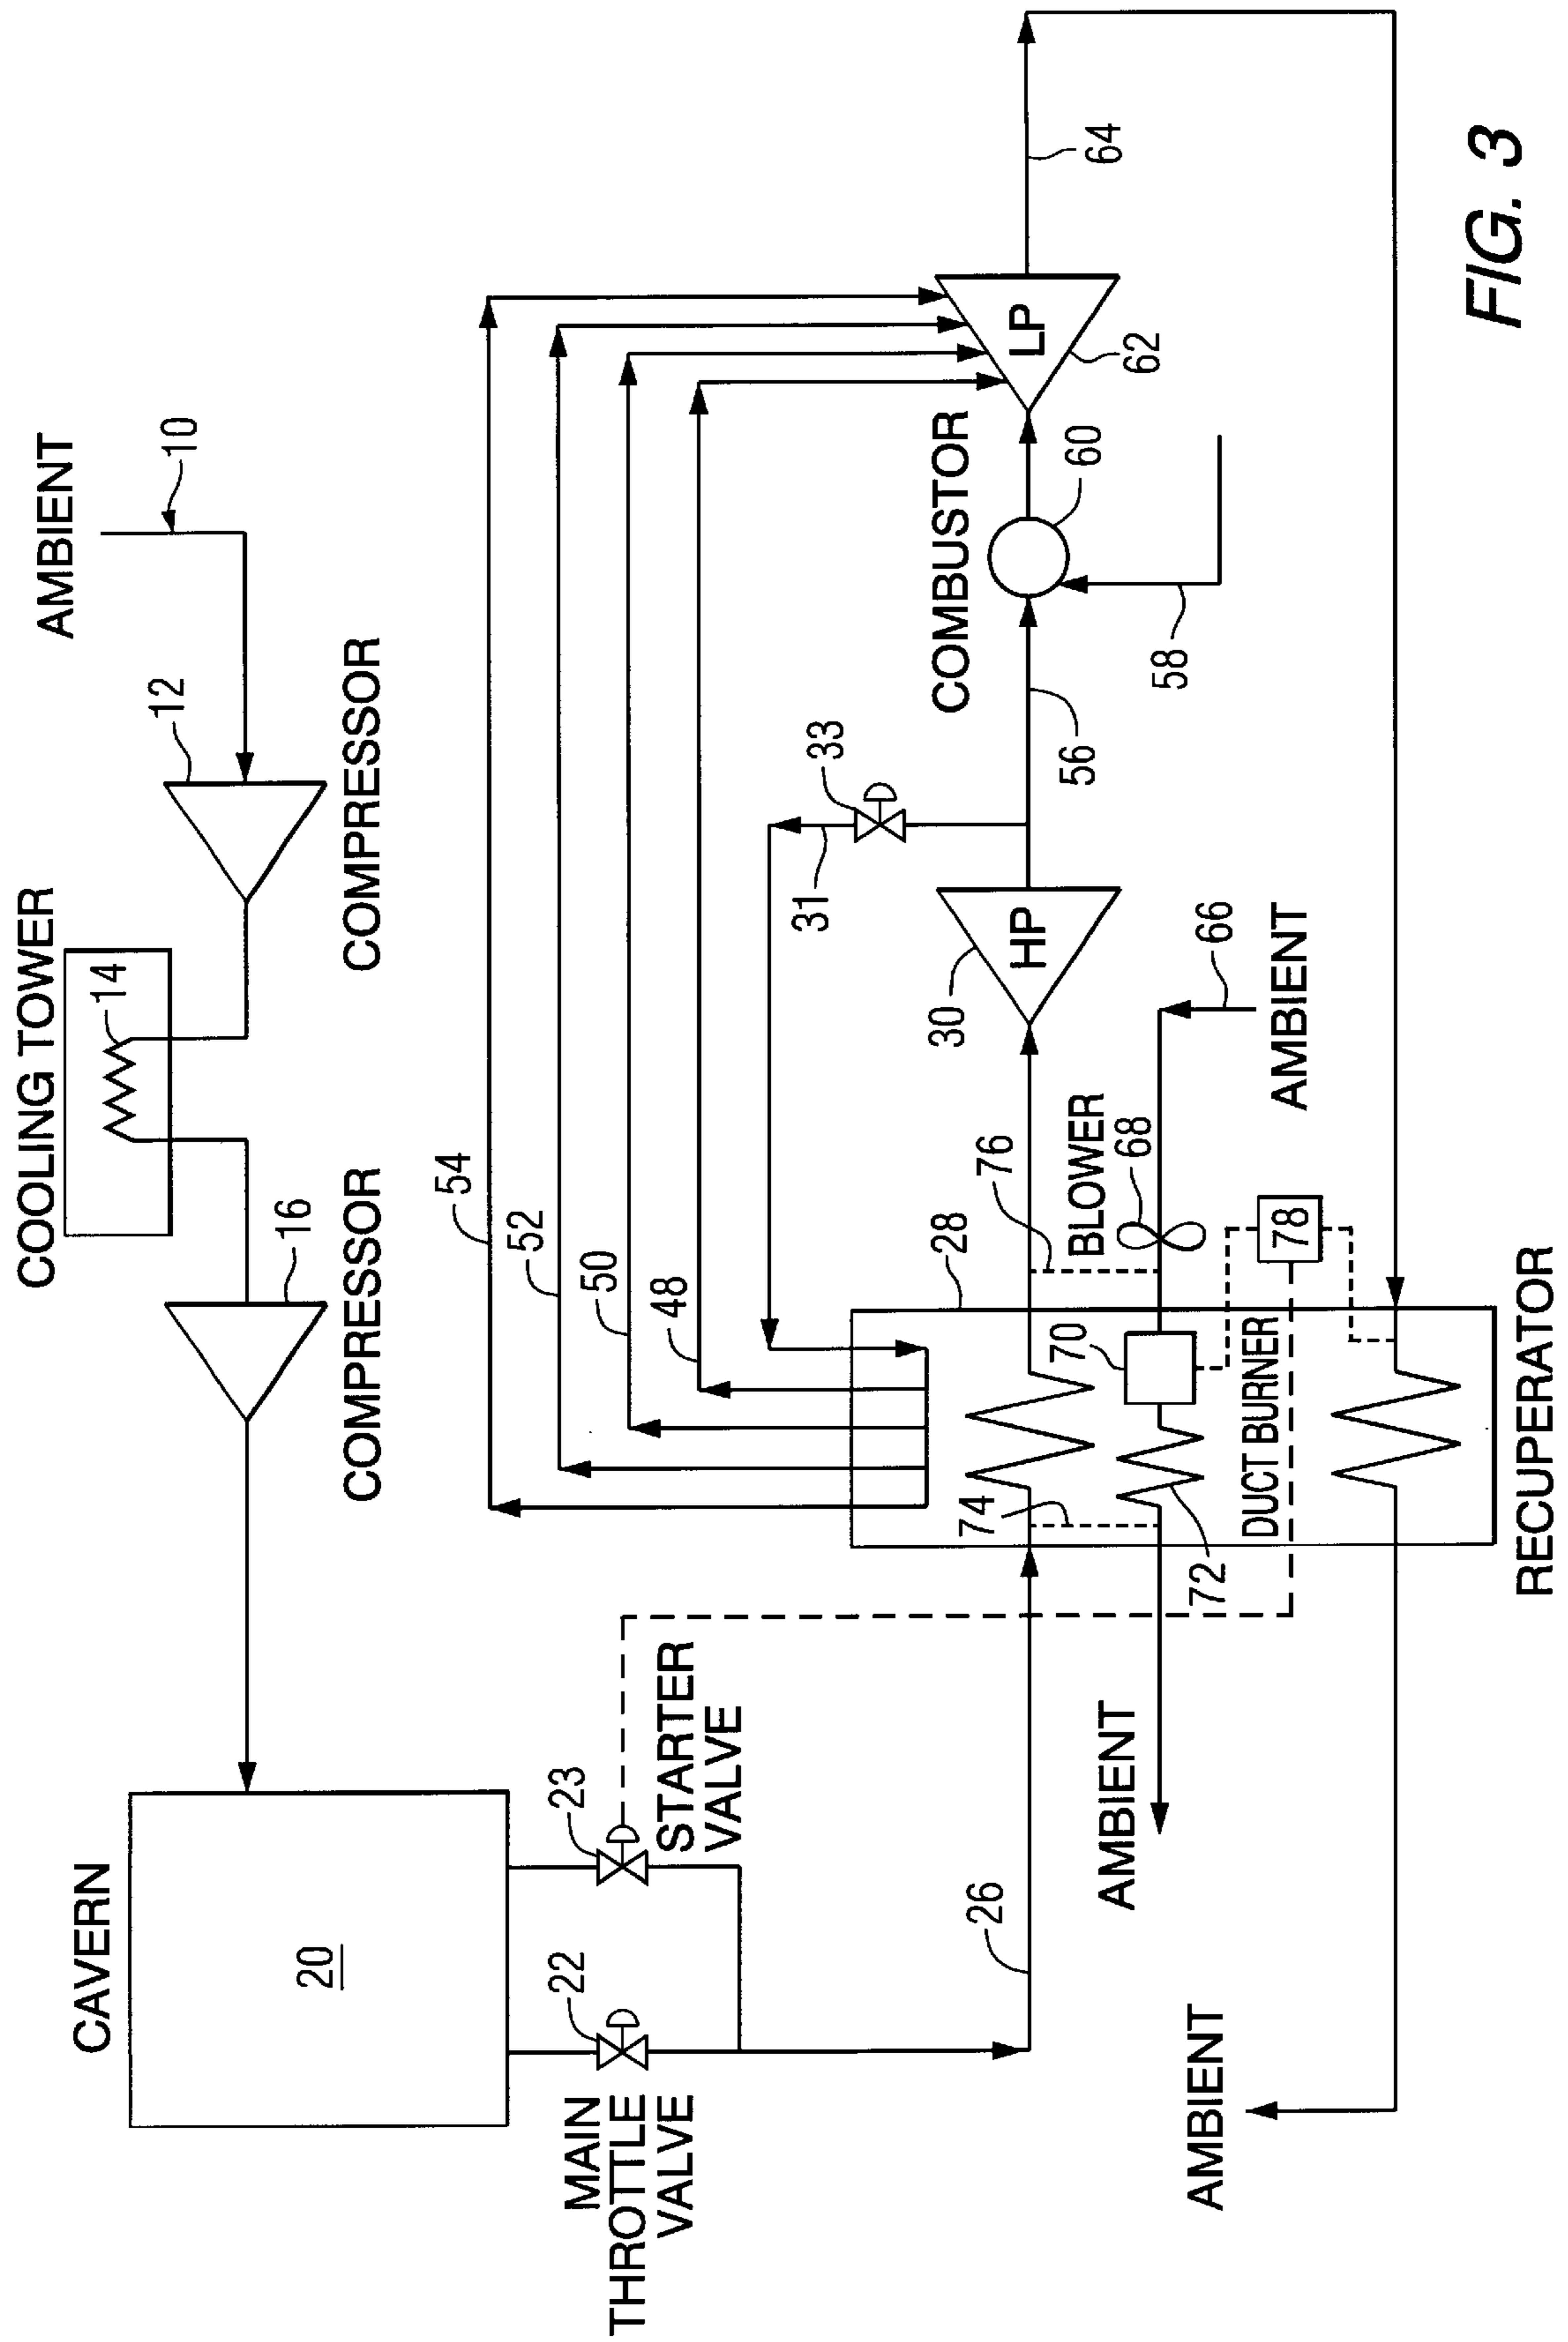 COOLING TOWER
AMBIENT
CAVERN
14
12
10
16
20
COMPRESSOR
COMPRESSOR
54
52
22
23
MAIN
THROTTLE
VALVE
STARTER
VALVE
50
48
31
33
COMBUSTOR
26
74
28
76
30
HP
LP
70
BLOWER
56
60
64
AMBIENT
68
62
58
AMBIENT
72
66
DUCT BURNER
78
AMBIENT
RECUPERATOR
FIG. 3